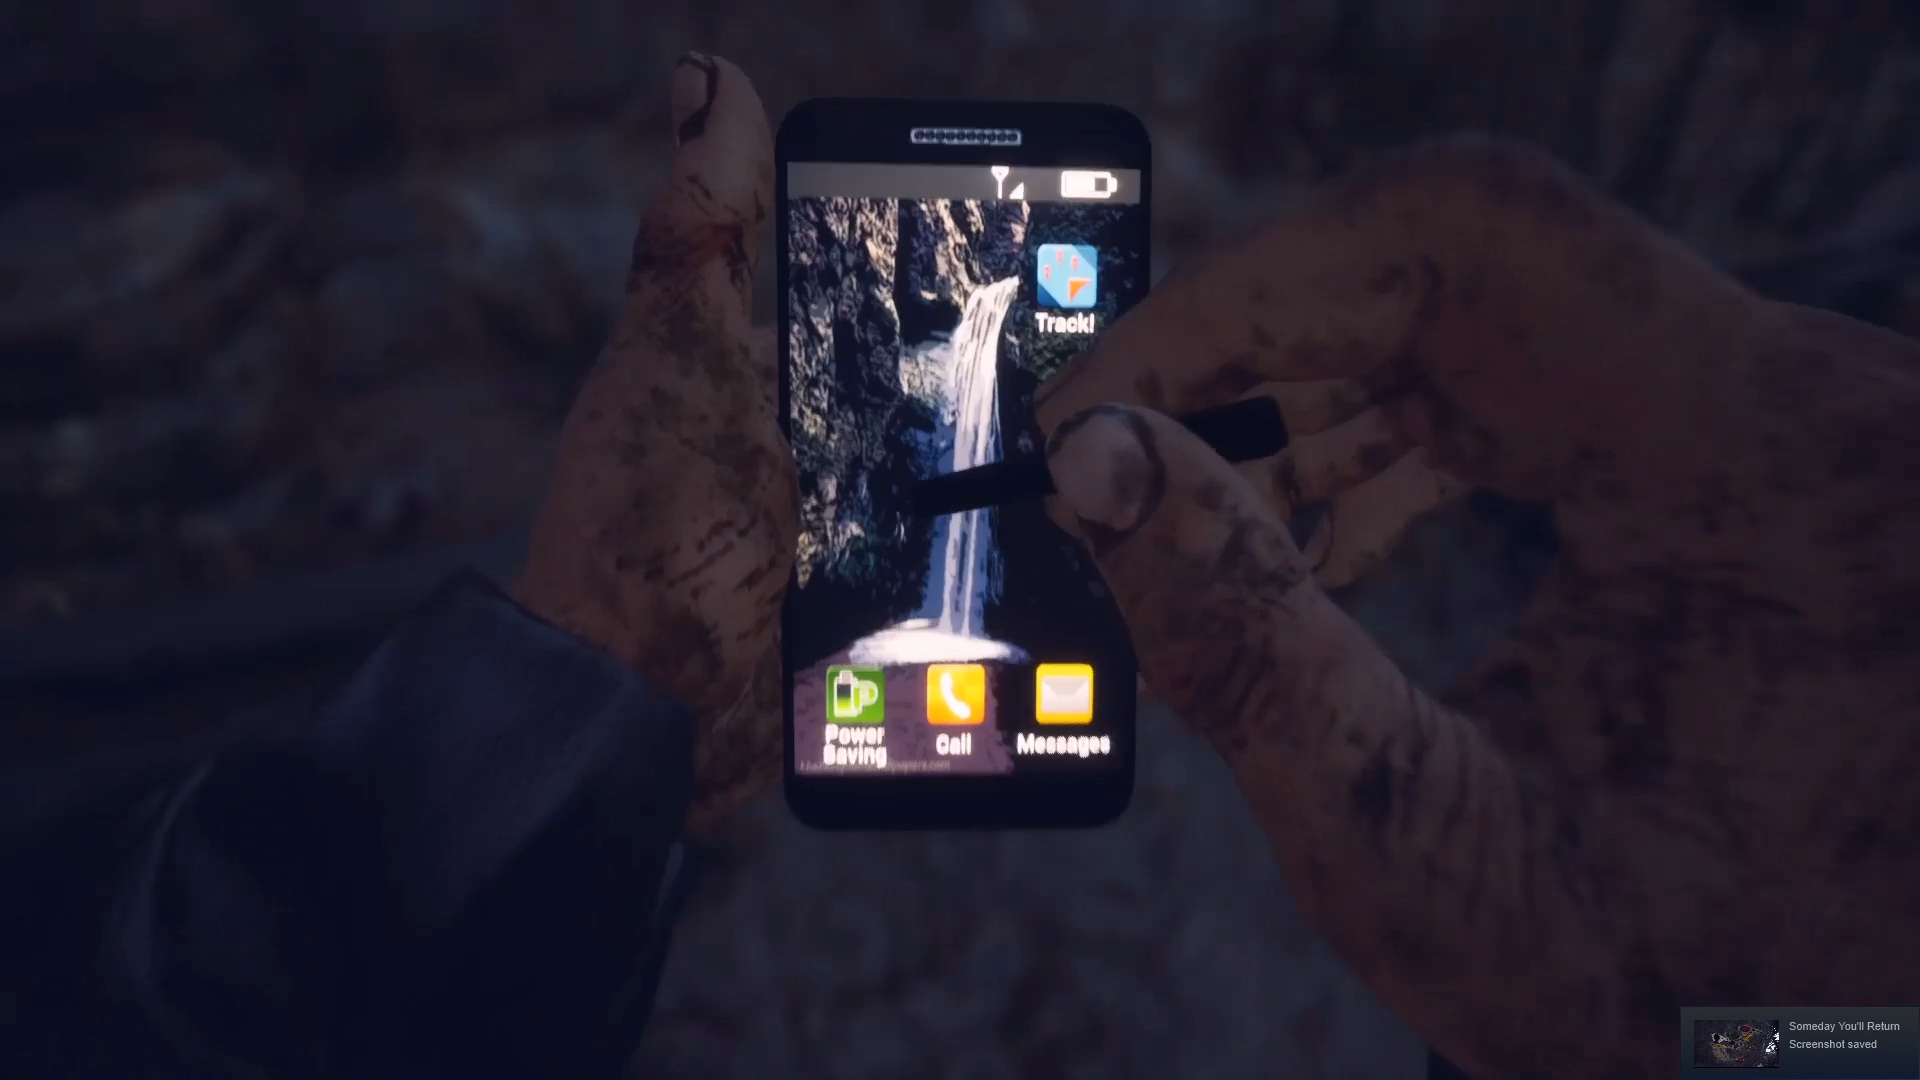 Track!
Power
Saving
Call
Messages
Someday You'll Return
Screenshot saved